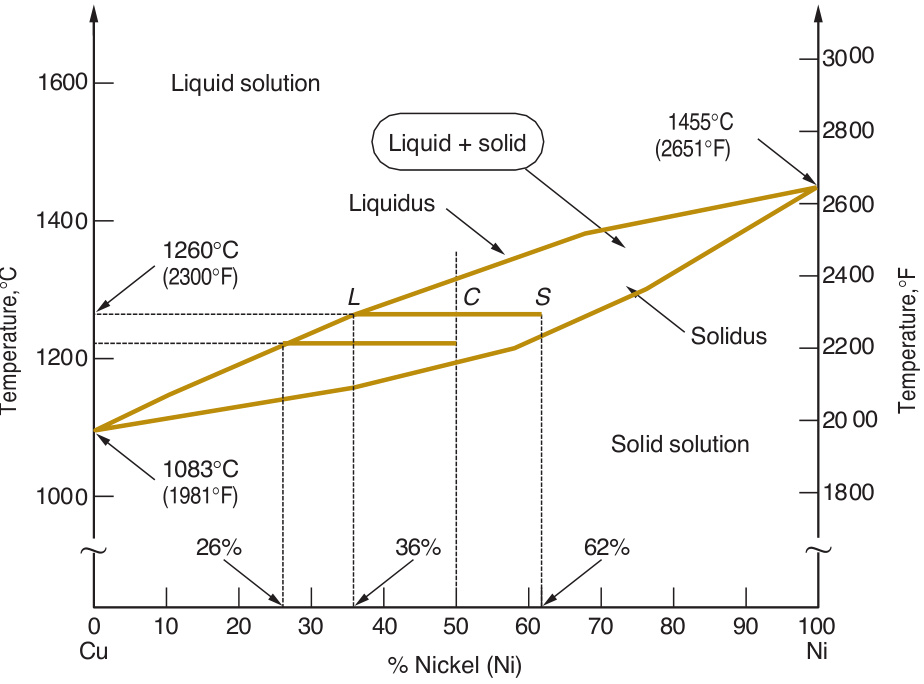 Liquid solution
Liquid + solid
1455°C
(2651°F)
Liquidus
1260°C
(2300°F)
L
C
S
Solidus
Solid solution
1083°C
(1981°F)
26%
36%
62%
1600
1400
1200
1000
Temperature,°C
3000
2800
2600
2400
2200
20 00
1800
Temperature,°F
0
10
20
30
40
50
60
70
80
90
100
Cu
Ni
% Nickel (Ni)